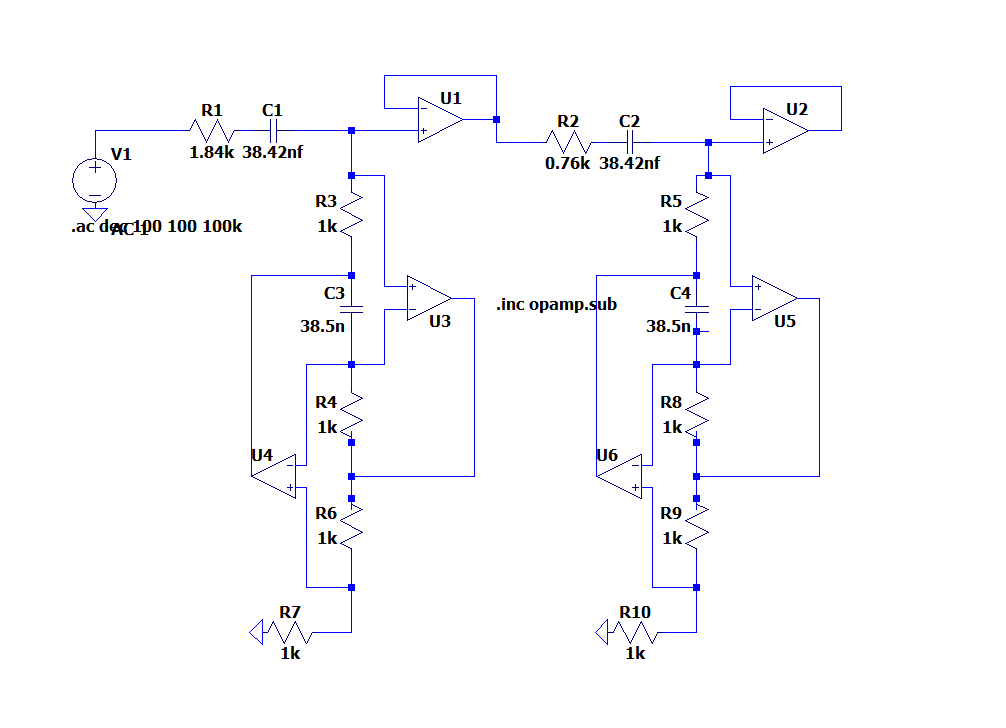 U1
U2
R1 C1
R2 C2
1.84k 38.42nf
V1
0.76k 38.42nf
R3
R5
.ac dec 100 100 100k
AC 1
1k
1k
C3
C4
.inc opamp.sub
38.5n
U3
38.5n
U5
R4
R8
1k
1k
U4
U6
R6
R9
1k
1k
R7
R10
1k
1k